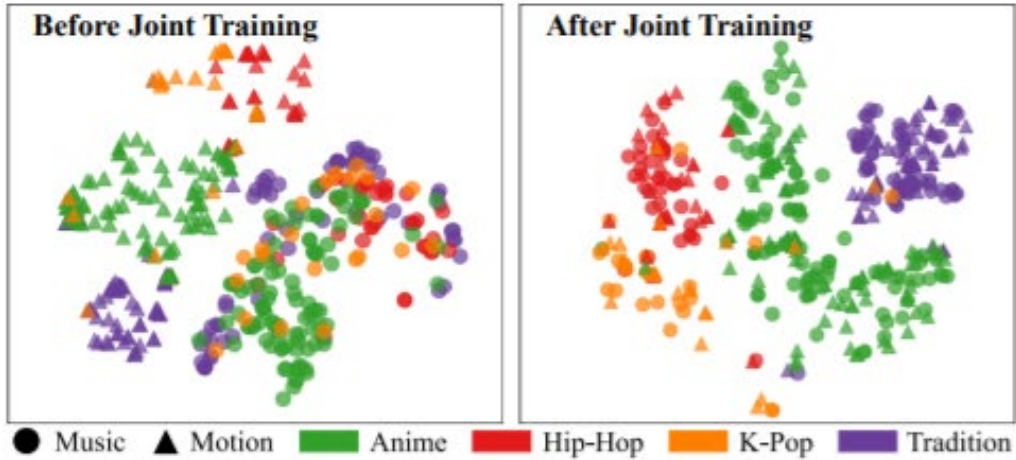 Before Joint Training
After Joint Training
Music Motion Anime Hip-Hop K-Pop Tradition